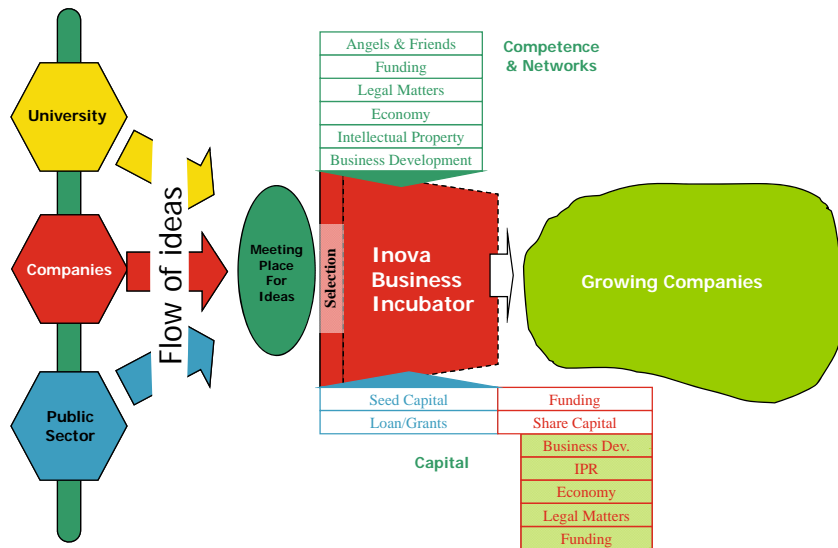 Angels & Friends
Funding
Legal Matters
Economy
Intellectual Property
Business Development
Competence
& Networks
University
Companies
Public
Sector
Flow of ideas
Meeting
Place
For
Ideas
Selection
Inova
Business
Incubator
Growing Companies
Seed Capital
Loan/Grants
Funding
Share Capital
Capital
Business Dev.
IPR
Economy
Legal Matters
Funding